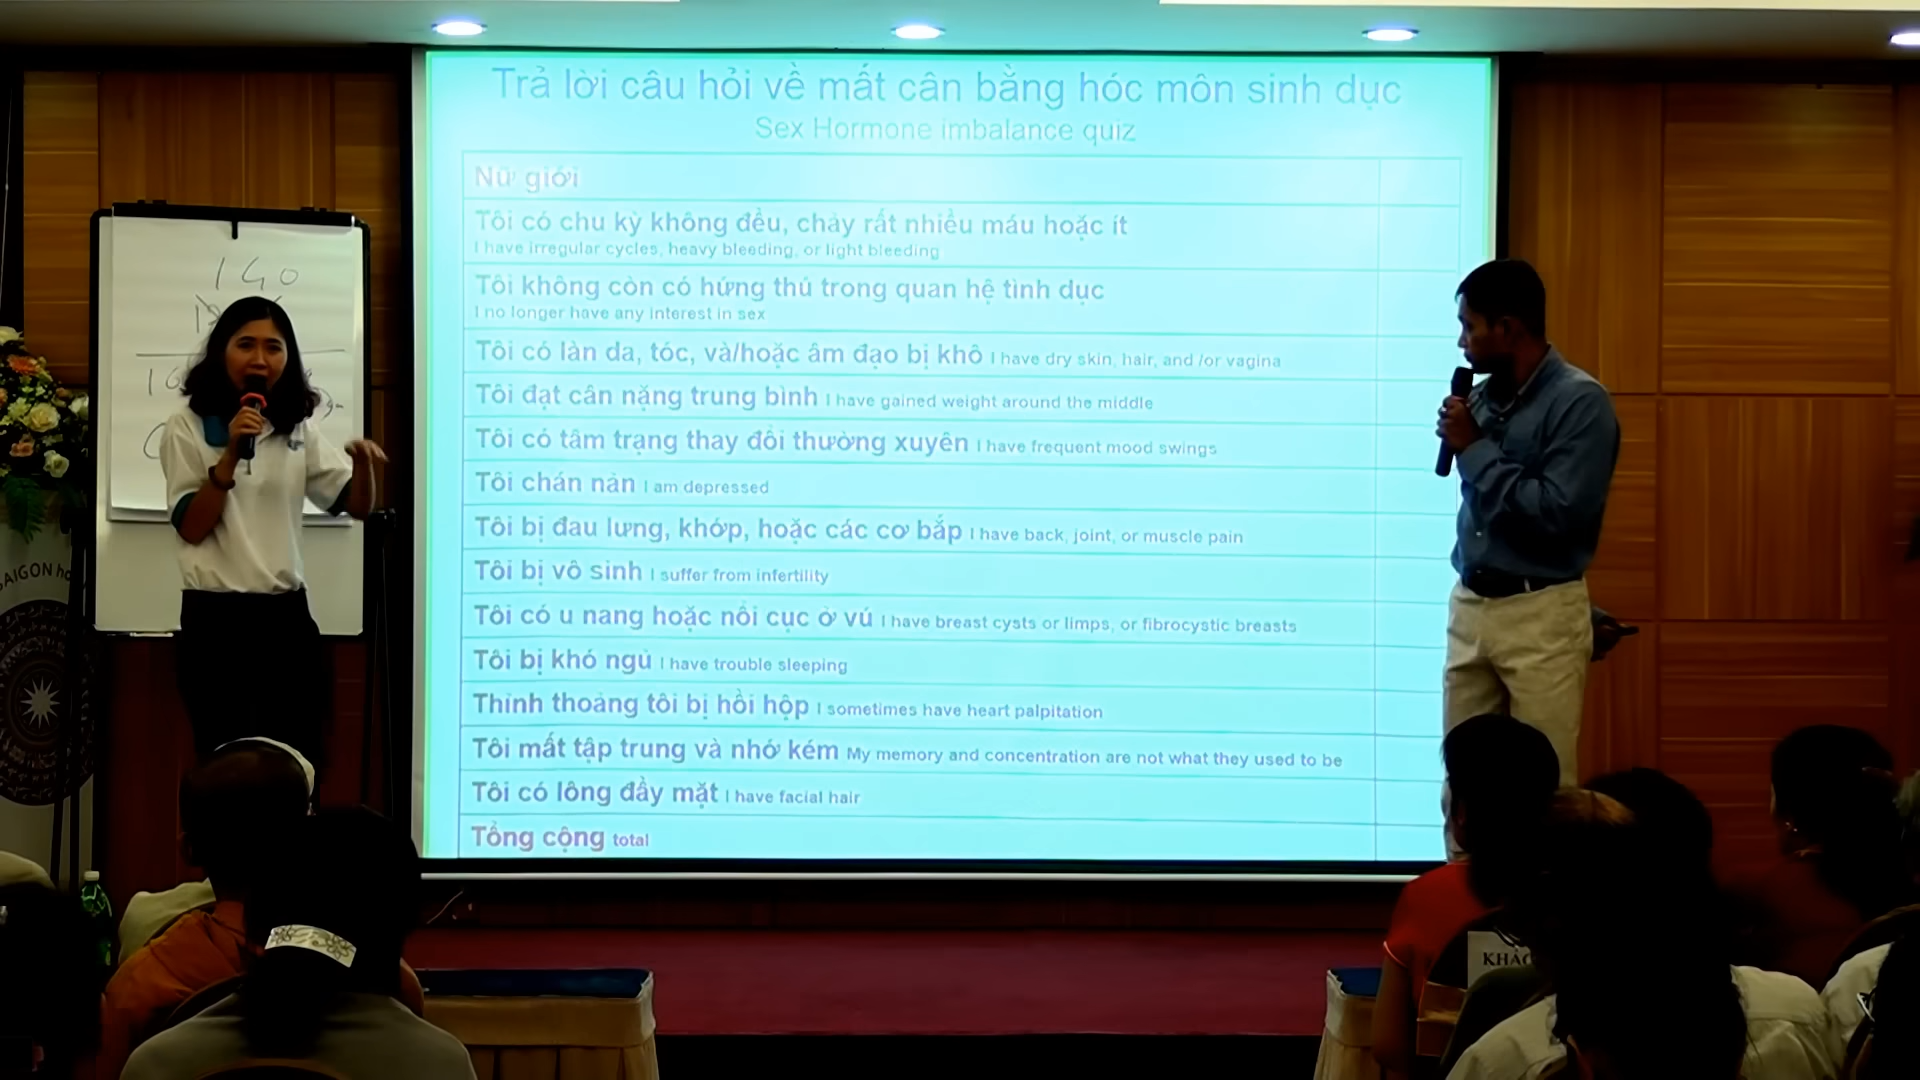 Trả lời câu hỏi về mất cân bằng hóc môn sinh dục
Sex Hormone imbalance quiz
Nữ giới
Tôi có chu kỳ không đều, chảy rất nhiều máu hoặc ít
I have irregular cycles, heavy bleeding, or light bleeding
Tôi không còn có hứng thú trong quan hệ tình dục
I no longer have any interest in sex
Tôi có làn da, tóc, và/hoặc âm đạo bị khô I have dry skin, hair, and /or vagina
Tôi đạt cân nặng trung bình I have gained weight around the middle
Tôi có tâm trạng thay đổi thường xuyên I have frequent mood swings
Tôi chán nản I am depressed
Tôi bị đau lưng, khớp, hoặc các cơ bắp I have back, joint, or muscle pain
Tôi bị vô sinh I suffer from infertility
Tôi có u nang hoặc nổi cục ở vú I have breast cysts or limps, or fibrocystic breasts
Tôi bị khó ngủ I have trouble sleeping
Thỉnh thoảng tôi bị hồi hộp I sometimes have heart palpitation
Tôi mất tập trung và nhớ kém My memory and concentration are not what they used to be
Tôi có lông đầy mặt I have facial hair
Tổng cộng total
140
SAIGON